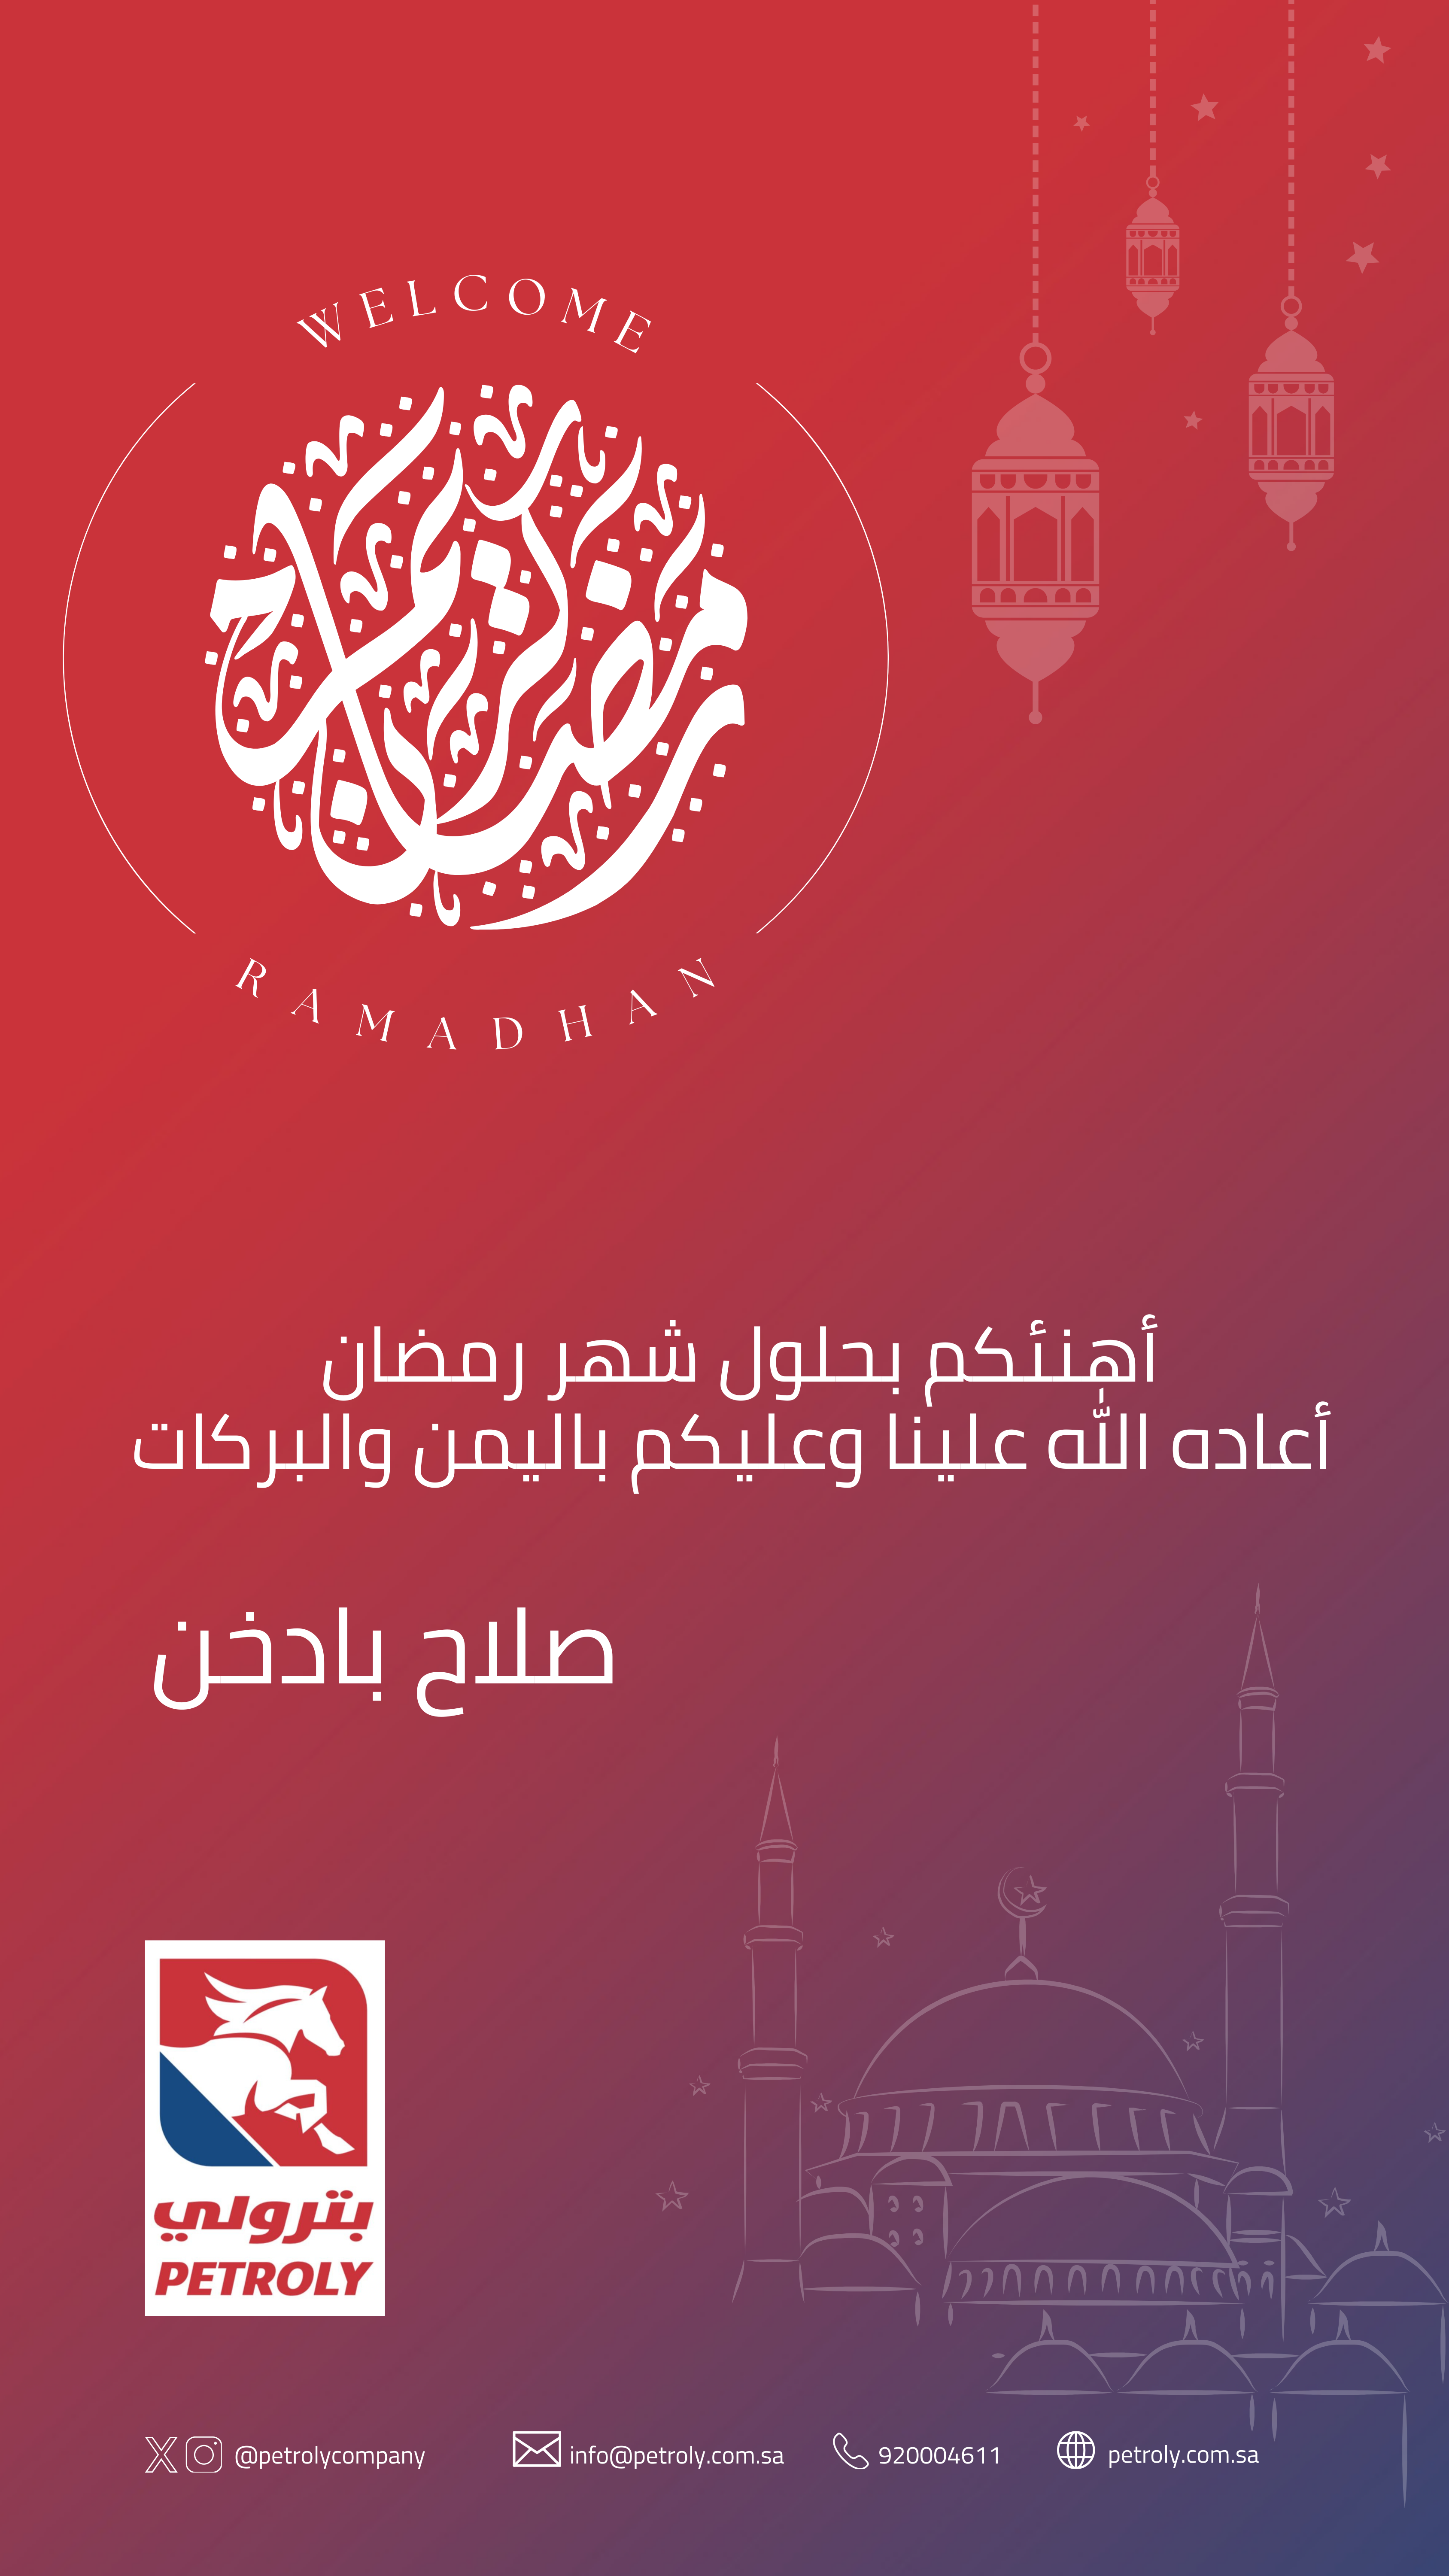 WELCOME
رمضان كريم
RAMADHAN
أهنئكم بحلول شهر رمضان
أعاده الله علينا وعليكم باليمن والبركات
صلاح بادخن
بترولي
PETROLY
@petrolycompany
info@petroly.com.sa
920004611
petroly.com.sa